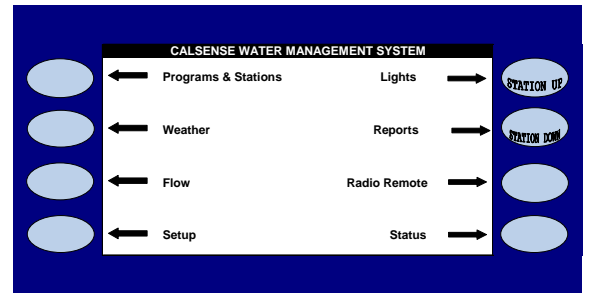 CALSENSE WATER MANAGEMENT SYSTEM
Programs & Stations Lights STATION UP
Weather Reports STATION DOWN
Flow Radio Remote
Setup Status